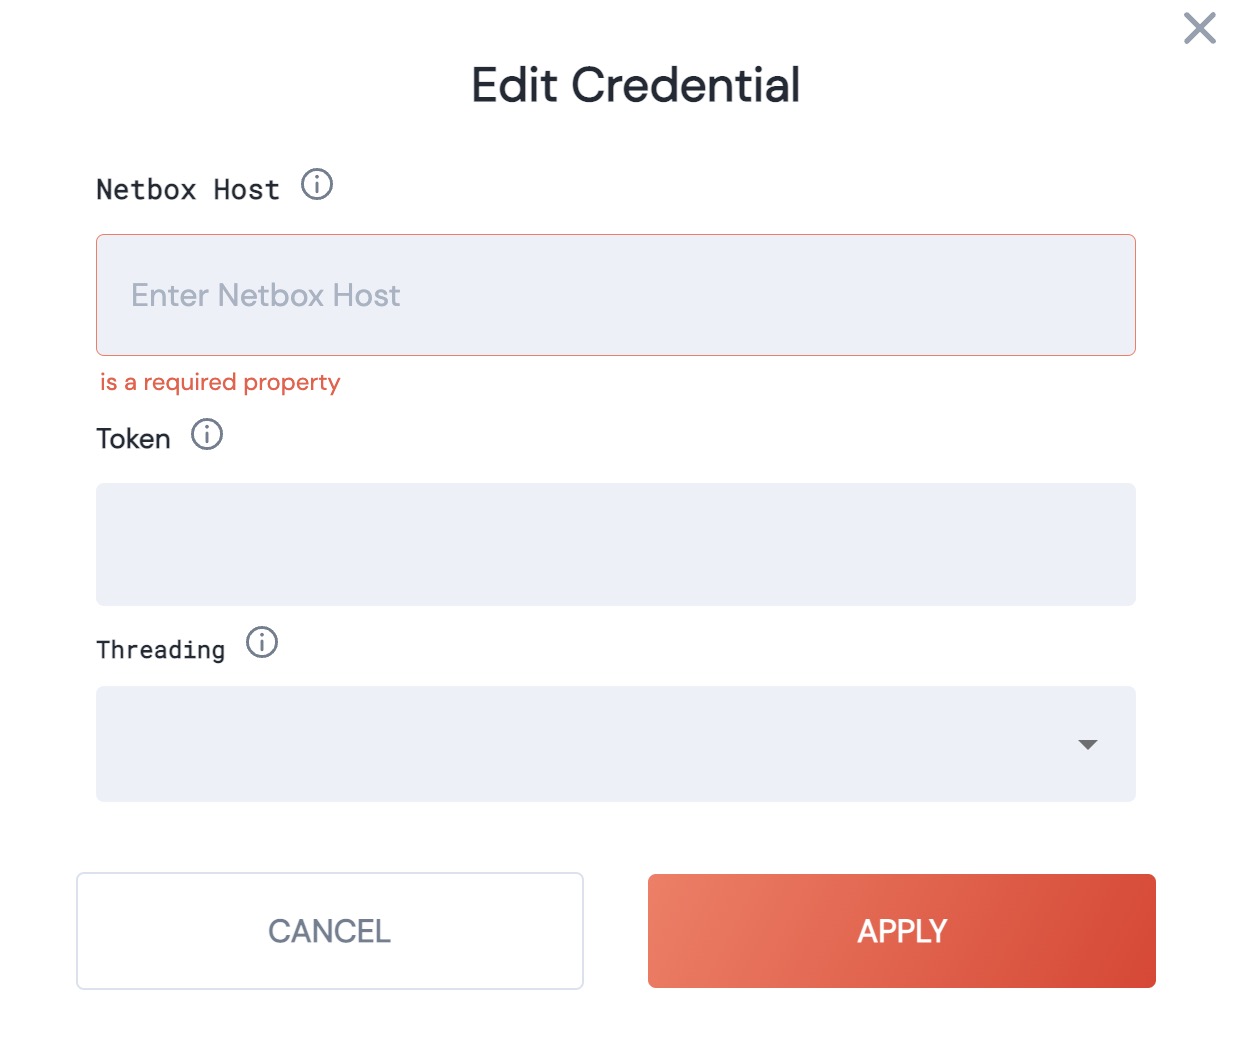 Edit Credential
Netbox Host
Enter Netbox Host
is a required property
Token
Threading
CANCEL
APPLY